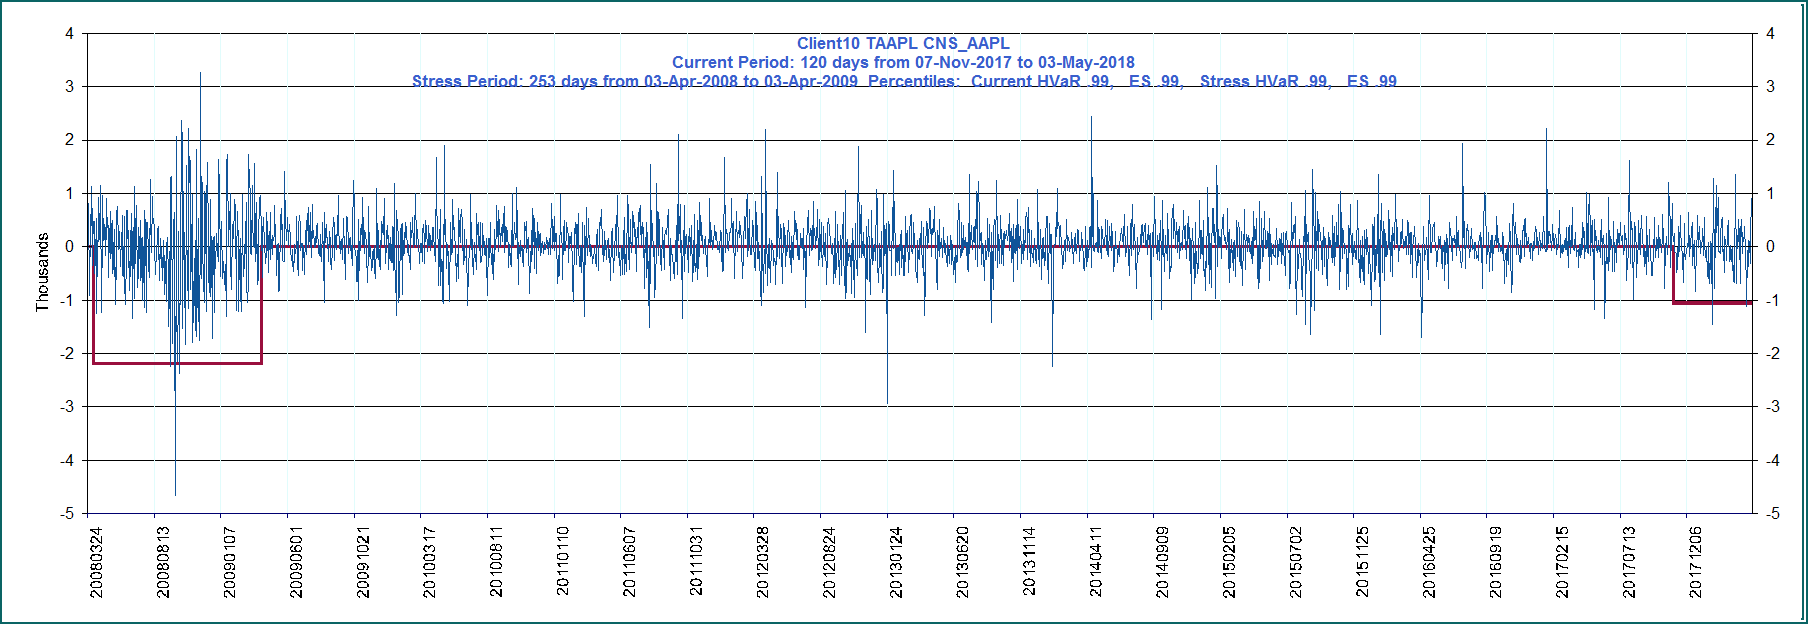 Client10 TAAPL CNS_AAPL
Current Period: 120 days from 07-Nov-2017 to 03-May-2018
Stress Period: 253 days from 03-Apr-2008 to 03-Apr-2009 Percentiles: Current HVaR .99, ES .99, Stress HVaR .99, ES .99
4 4
3 3
2 2
1 1
0 0
-1 -1
-2 -2
-3 -3
-4 -4
-5 -5
Thousands
20080324 20080813 20090107 20090601 20091021 20100317 20100811 20110110 20110607 20111031 20120328 20120824 20130124 20130620 20131114 20140411 20140909 20150205 20150702 20151125 20160425 20160919 20170215 20170713 20171206